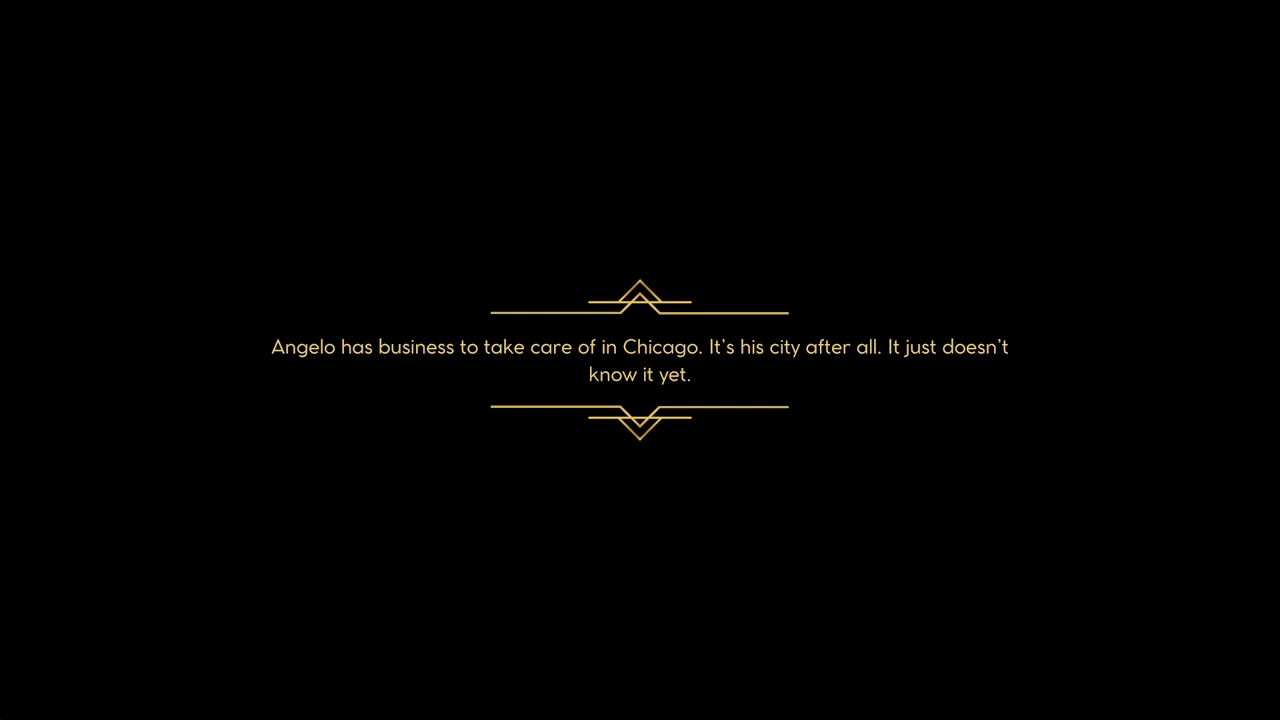 Angelo has business to take care of in Chicago. It’s his city after all. It just doesn’t
know it yet.